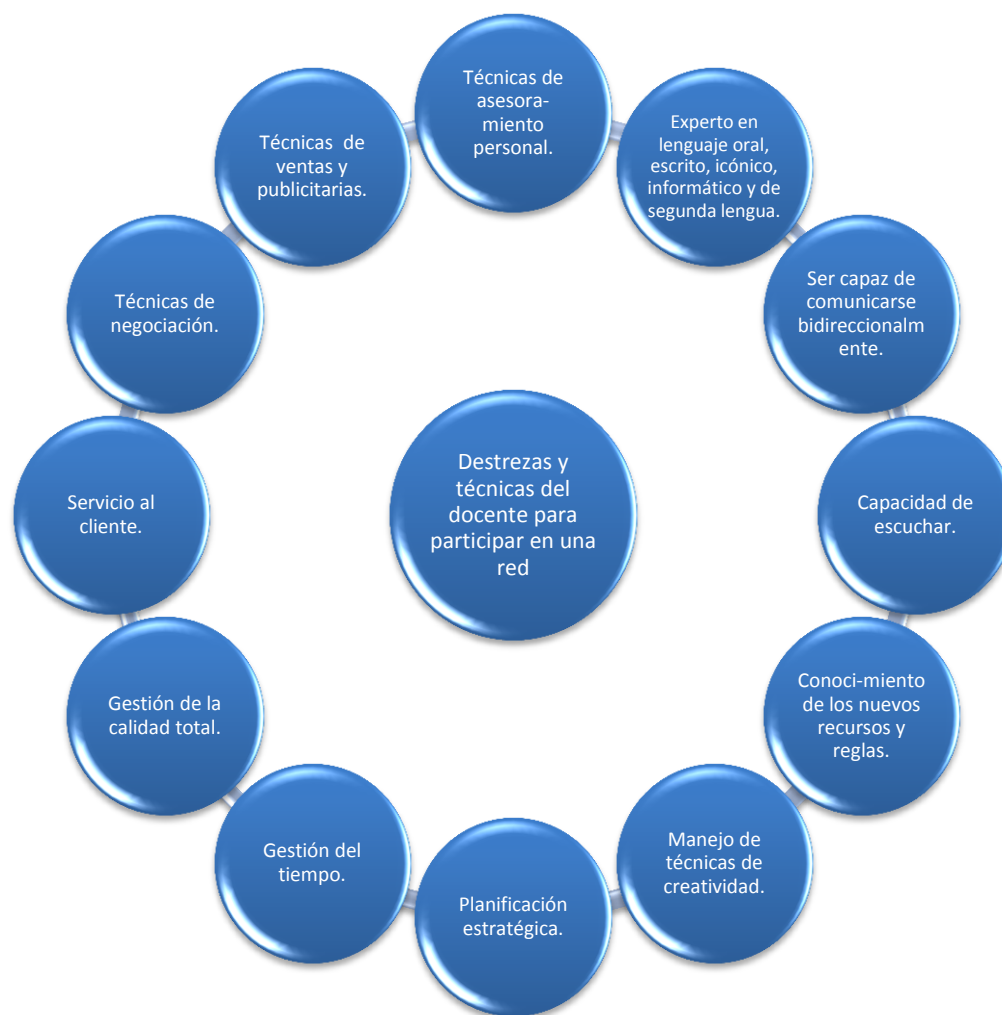 Técnicas de
asesora-
miento
personal.
Experto en
lenguaje oral,
escrito, icónico,
informático y de
segunda lengua.
Ser capaz de
comunicarse
bidireccionalm
ente.
Capacidad de
escuchar.
Conoci-miento
de los nuevos
recursos y
reglas.
Manejo de
técnicas de
creatividad.
Planificación
estratégica.
Gestión del
tiempo.
Gestión de la
calidad total.
Servicio al
cliente.
Técnicas de
negociación.
Técnicas  de
ventas y
publicitarias.
Destrezas y
técnicas del
docente para
participar en una
red